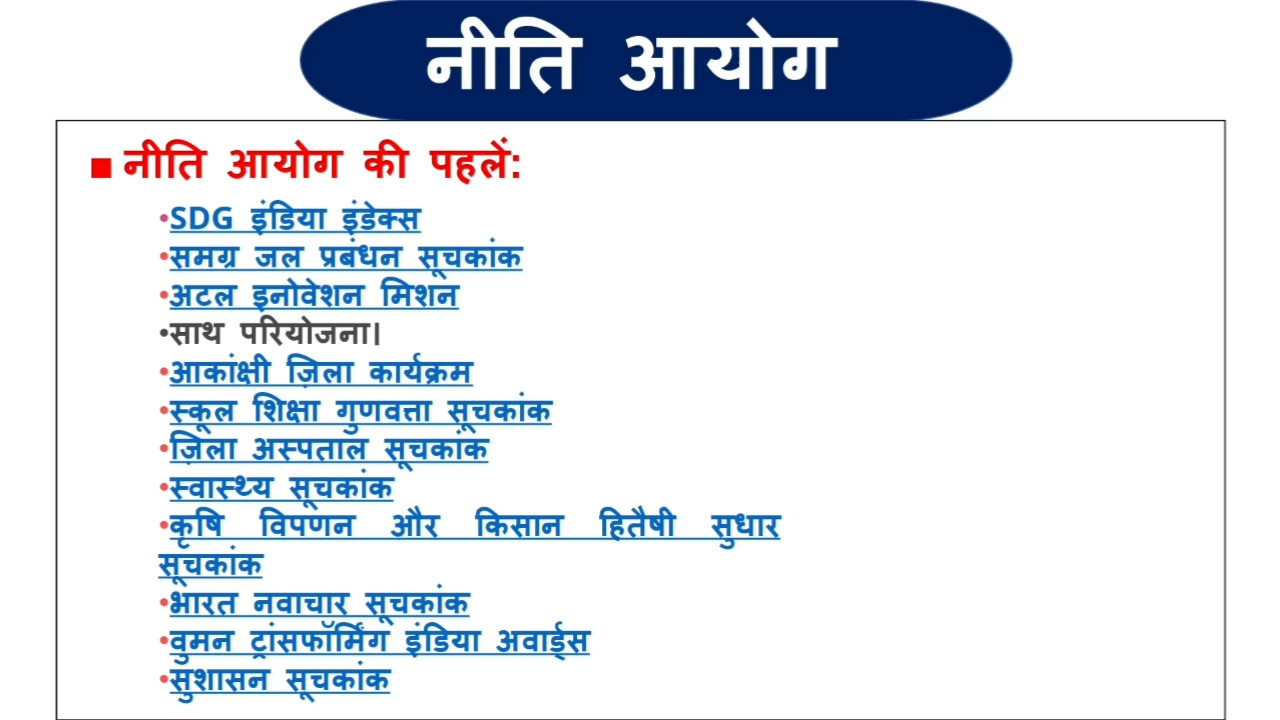 नीति आयोग
▪ नीति आयोग की पहलें:
•SDG इंडिया इंडेक्स
•समग्र जल प्रबंधन सूचकांक
•अटल इनोवेशन मिशन
•साथ परियोजना।
•आकांक्षी ज़िला कार्यक्रम
•स्कूल शिक्षा गुणवत्ता सूचकांक
•ज़िला अस्पताल सूचकांक
•स्वास्थ्य सूचकांक
•कृषि विपणन और किसान हितैषी सुधार
सूचकांक
•भारत नवाचार सूचकांक
•वुमन ट्रांसफॉर्मिंग इंडिया अवार्ड्स
•सुशासन सूचकांक